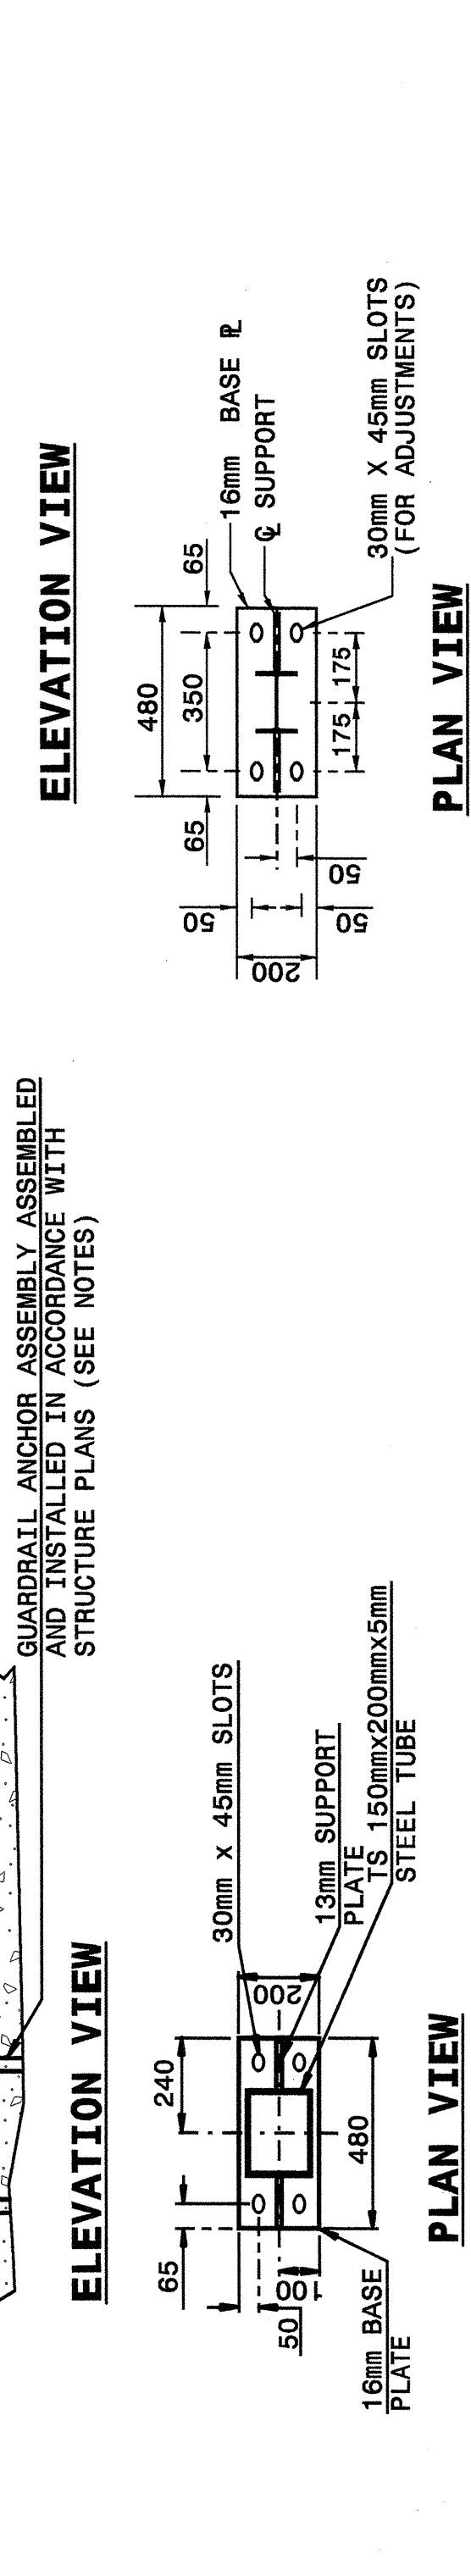 GUARDRAIL ANCHOR ASSEMBLY ASSEMBLED
AND INSTALLED IN ACCORDANCE WITH
STRUCTURE PLANS (SEE NOTES)
ELEVATION VIEW
240
65
30mm x 45mm SLOTS
200
13mm SUPPORT
PLATE
TS 150mmx200mmx5mm
STEEL TUBE
50
100
480
16mm BASE
PLATE
PLAN VIEW
ELEVATION VIEW
480
65
350
65
16mm BASE ⅊
℄ SUPPORT
50
200
50
50
175
175
30mm X 45mm SLOTS
(FOR ADJUSTMENTS)
PLAN VIEW